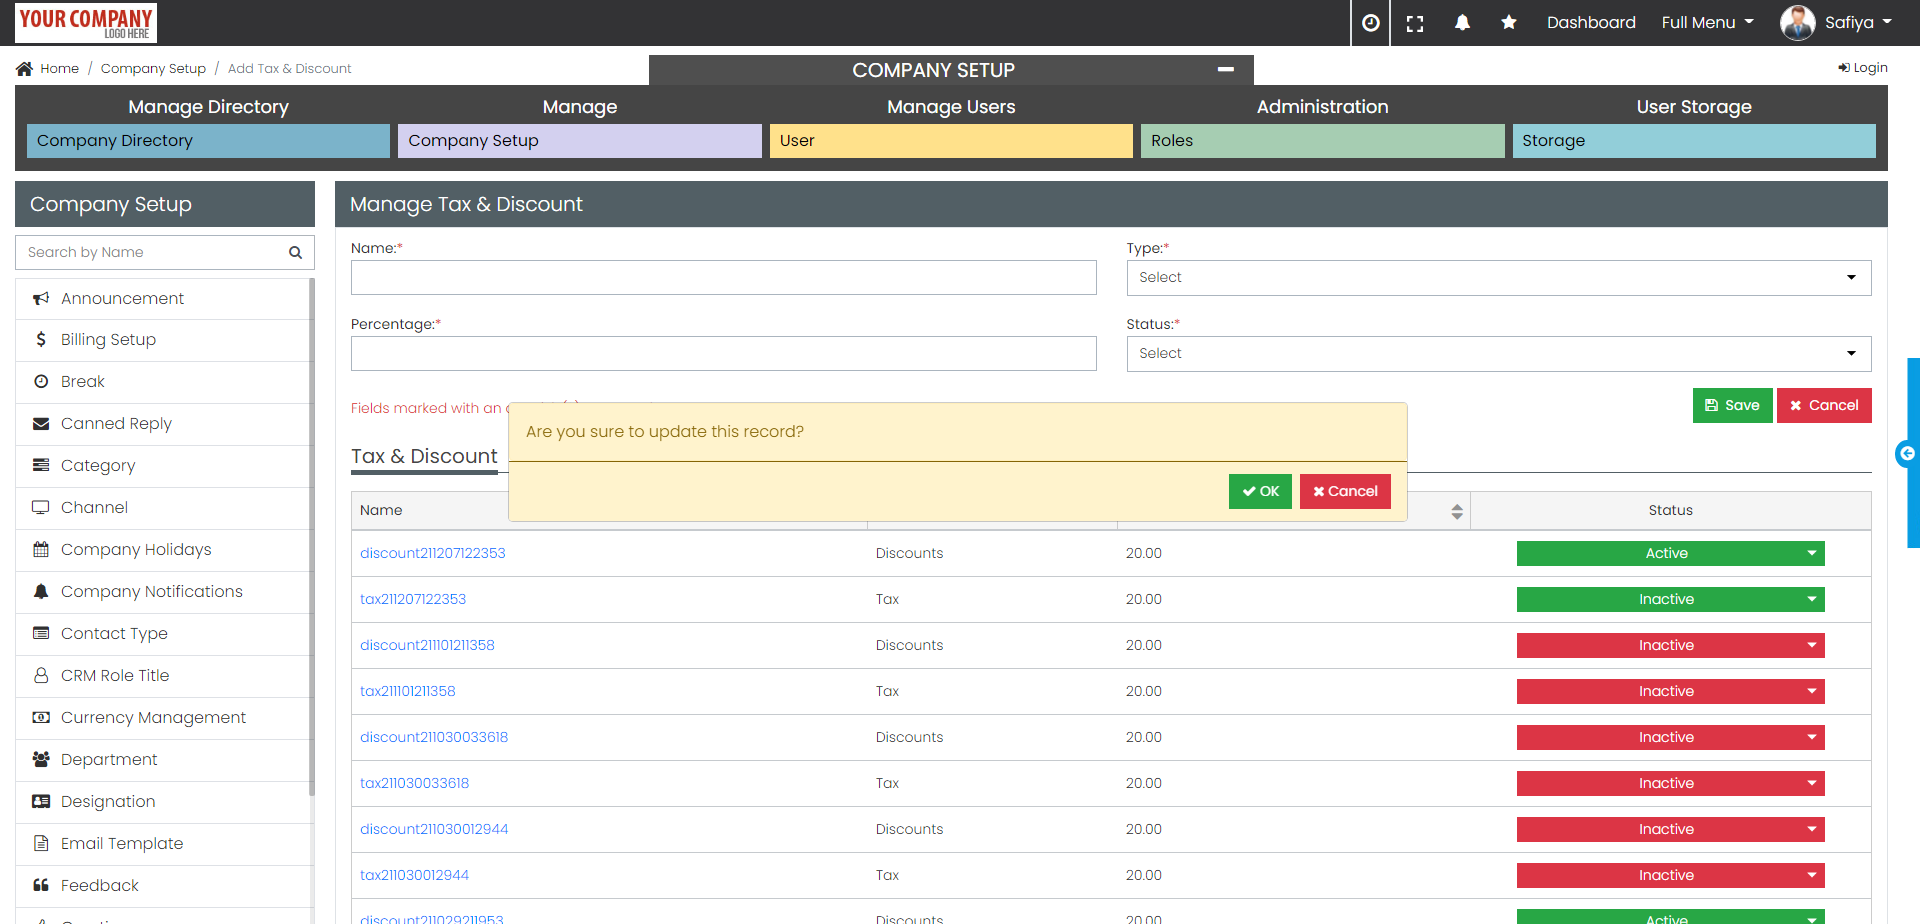 YOUR COMPANY
LOGO HERE
Dashboard
Full Menu
Safiya
Home / Company Setup / Add Tax & Discount
COMPANY SETUP
Login
Manage Directory
Manage
Manage Users
Administration
User Storage
Company Directory
Company Setup
User
Roles
Storage
Company Setup
Search by Name
Announcement
Billing Setup
Break
Canned Reply
Category
Channel
Company Holidays
Company Notifications
Contact Type
CRM Role Title
Currency Management
Department
Designation
Email Template
Feedback
Manage Tax & Discount
Name:*
Type:*
Select
Percentage:*
Status:*
Select
Fields marked with an
Save
Cancel
Are you sure to update this record?
OK
Cancel
Tax & Discount
Name
Status
discount211207122353 Discounts 20.00 Active
tax211207122353 Tax 20.00 Inactive
discount211101211358 Discounts 20.00 Inactive
tax211101211358 Tax 20.00 Inactive
discount211030033618 Discounts 20.00 Inactive
tax211030033618 Tax 20.00 Inactive
discount211030012944 Discounts 20.00 Inactive
tax211030012944 Tax 20.00 Inactive
discount211029211953 Discounts 20.00 Active